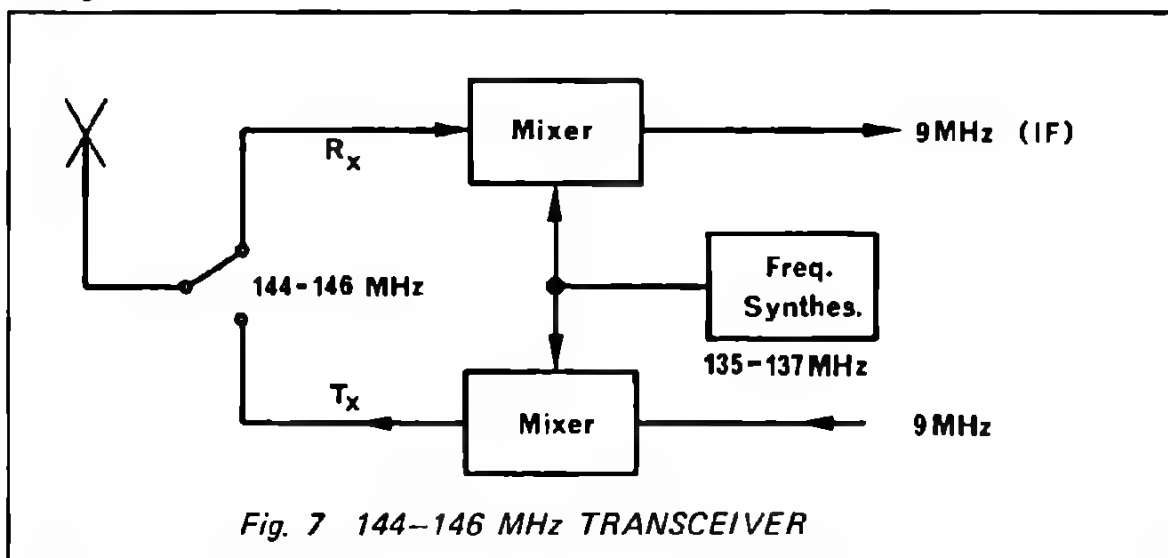 Mixer
9MHz (IF)
Rx
144-146 MHz
Freq.
Synthes.
135-137MHz
Tx
Mixer
9MHz
Fig. 7 144-146 MHz TRANSCEIVER